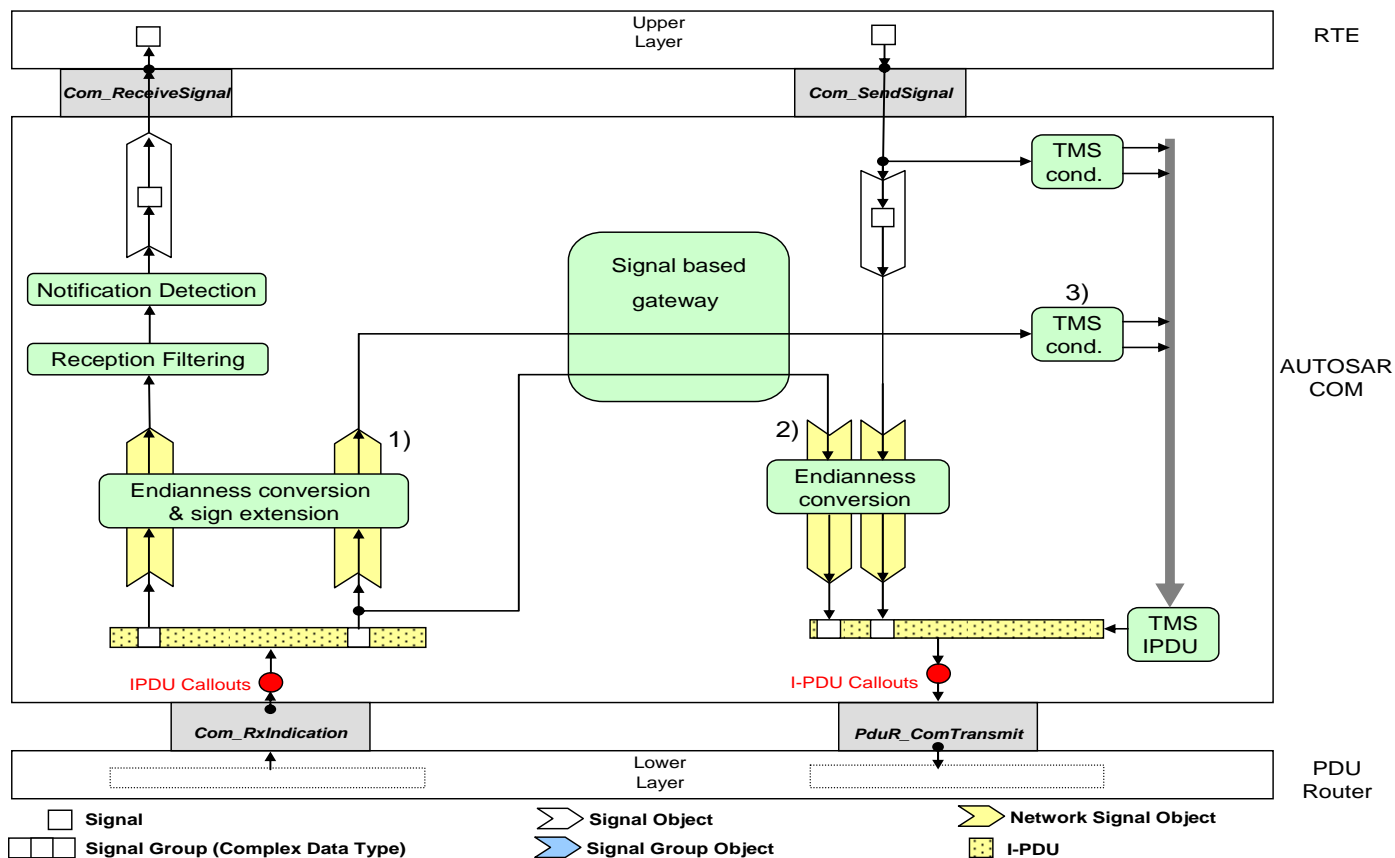 Upper
Layer
RTE
Com_ReceiveSignal
Com_SendSignal
TMS
cond.
Signal based
gateway
Notification Detection
3)
TMS
cond.
Reception Filtering
AUTOSAR
COM
1)
2)
Endianness conversion
& sign extension
Endianness
conversion
TMS
IPDU
IPDU Callouts
I-PDU Callouts
Com_RxIndication
PduR_ComTransmit
Lower
Layer
PDU
Router
Signal
Signal Object
Network Signal Object
Signal Group (Complex Data Type)
Signal Group Object
I-PDU